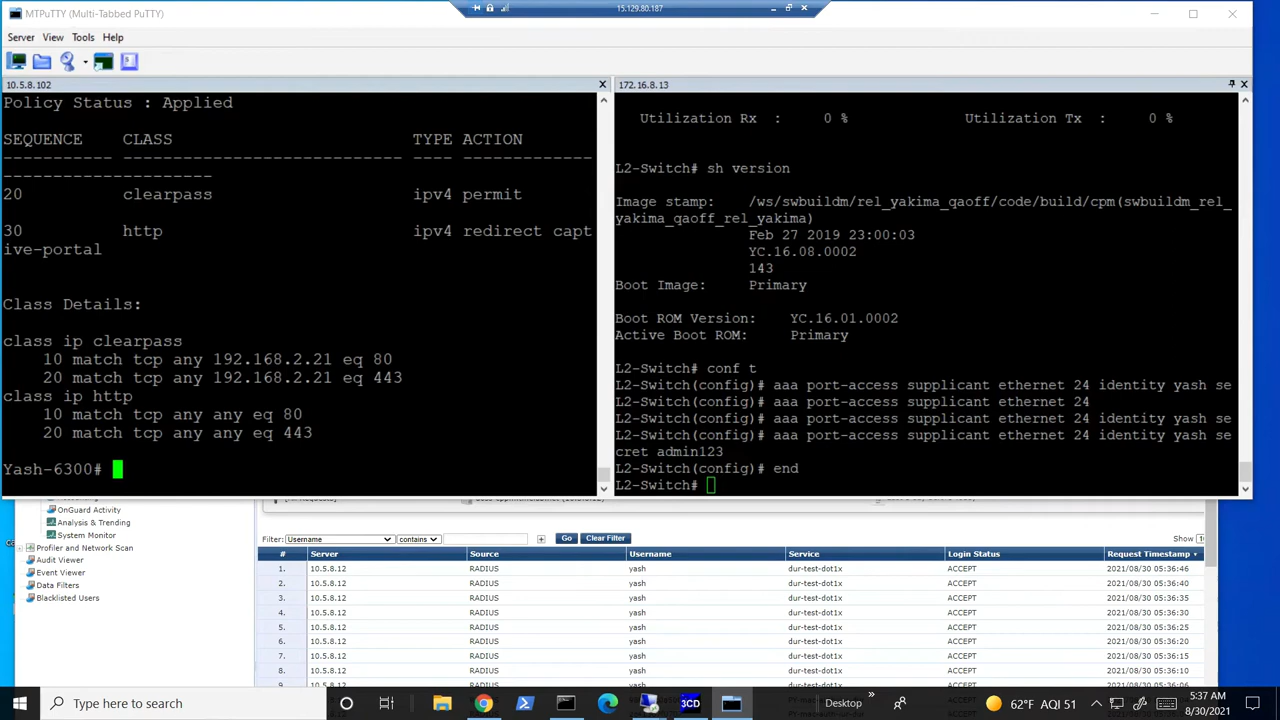 MTPuTTY (Multi-Tabbed PuTTY)
15.129.80.187
Server View Tools Help
10.5.8.102
Policy Status : Applied
SEQUENCE CLASS TYPE ACTION
----------- ---------------------------- ---- -------------
---------------------
20 clearpass ipv4 permit
30 http ipv4 redirect capt
ive-portal
Class Details:
class ip clearpass
10 match tcp any 192.168.2.21 eq 80
20 match tcp any 192.168.2.21 eq 443
class ip http
10 match tcp any any eq 80
20 match tcp any any eq 443
Yash-6300#
172.16.8.13
Utilization Rx : 0 % Utilization Tx : 0 %
L2-Switch# sh version
Image stamp: /ws/swbuildm/rel_yakima_qaoff/code/build/cpm(swbuildm_rel_
yakima_qaoff_rel_yakima)
Feb 27 2019 23:00:03
YC.16.08.0002
143
Boot Image: Primary
Boot ROM Version: YC.16.01.0002
Active Boot ROM: Primary
L2-Switch# conf t
L2-Switch(config)# aaa port-access supplicant ethernet 24 identity yash se
L2-Switch(config)# aaa port-access supplicant ethernet 24
L2-Switch(config)# aaa port-access supplicant ethernet 24 identity yash se
L2-Switch(config)# aaa port-access supplicant ethernet 24 identity yash se
cret admin123
L2-Switch(config)# end
L2-Switch#
OnGuard Activity
Analysis & Trending
System Monitor
Profiler and Network Scan
Audit Viewer
Event Viewer
Data Filters
Blacklisted Users
Filter: Username contains Go Clear Filter Show
# Server Source Username Service Login Status Request Timestamp
1. 10.5.8.12 RADIUS yash dur-test-dot1x ACCEPT 2021/08/30 05:36:46
2. 10.5.8.12 RADIUS yash dur-test-dot1x ACCEPT 2021/08/30 05:36:40
3. 10.5.8.12 RADIUS yash dur-test-dot1x ACCEPT 2021/08/30 05:36:35
4. 10.5.8.12 RADIUS yash dur-test-dot1x ACCEPT 2021/08/30 05:36:30
5. 10.5.8.12 RADIUS yash dur-test-dot1x ACCEPT 2021/08/30 05:36:25
6. 10.5.8.12 RADIUS yash dur-test-dot1x ACCEPT 2021/08/30 05:36:20
7. 10.5.8.12 RADIUS yash dur-test-dot1x ACCEPT 2021/08/30 05:36:15
8. 10.5.8.12 RADIUS yash dur-test-dot1x ACCEPT 2021/08/30 05:36:10
9. 10.5.8.12 RADIUS yash dur-test-dot1x ACCEPT 2021/08/30 05:36:06
Type here to search
3CD
Desktop
62°F AQI 51
5:37 AM
8/30/2021